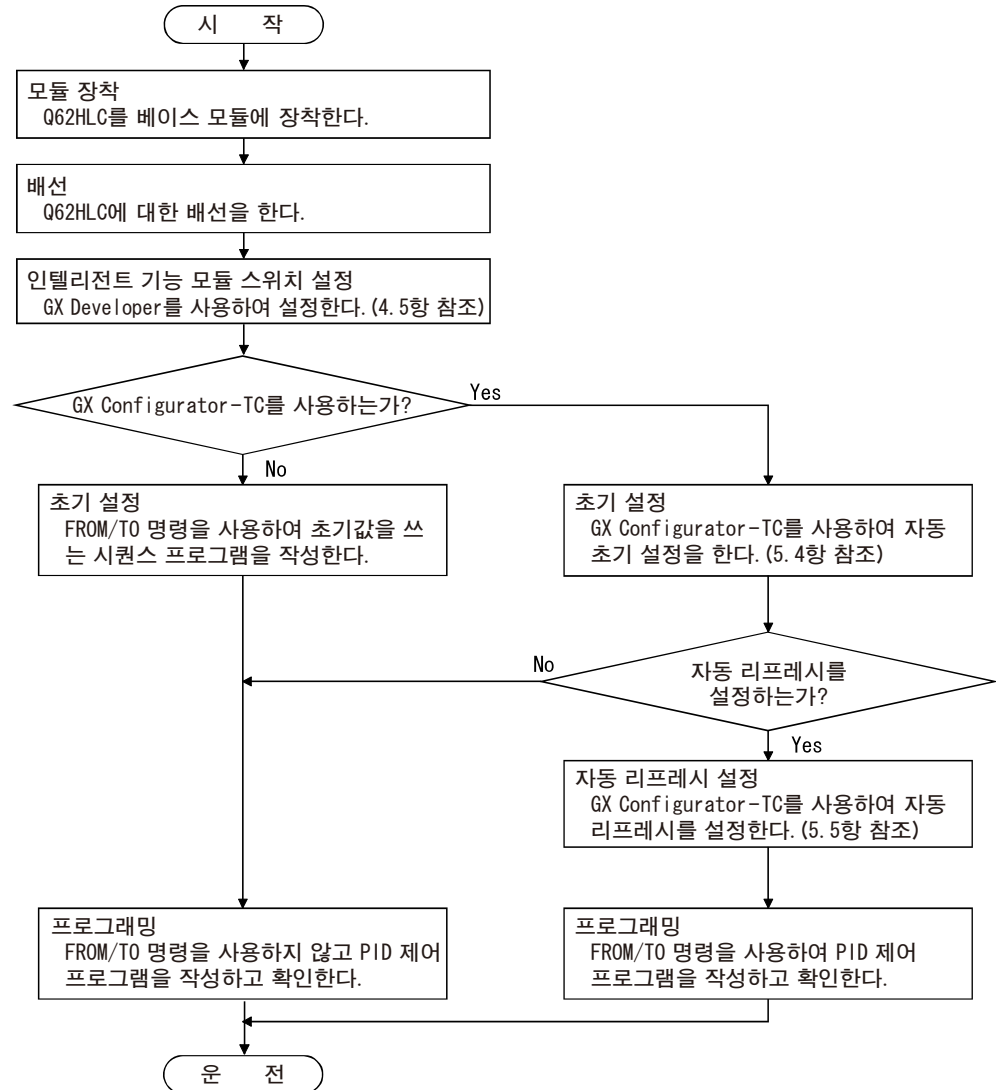 시 작
모듈 장착
Q62HLC를 베이스 모듈에 장착한다.
배선
Q62HLC에 대한 배선을 한다.
인텔리전트 기능 모듈 스위치 설정
GX Developer를 사용하여 설정한다.(4.5항 참조)
GX Configurator-TC를 사용하는가?
Yes
No
초기 설정
FROM/TO 명령을 사용하여 초기값을 쓰
는 시퀀스 프로그램을 작성한다.
초기 설정
GX Configurator-TC를 사용하여 자동
초기 설정을 한다.(5.4항 참조)
No
자동 리프레시를
설정하는가?
Yes
자동 리프레시 설정
GX Configurator-TC를 사용하여 자동
리프레시를 설정한다.(5.5항 참조)
프로그래밍
FROM/TO 명령을 사용하지 않고 PID 제어
프로그램을 작성하고 확인한다.
프로그래밍
FROM/TO 명령을 사용하여 PID 제어
프로그램을 작성하고 확인한다.
운 전